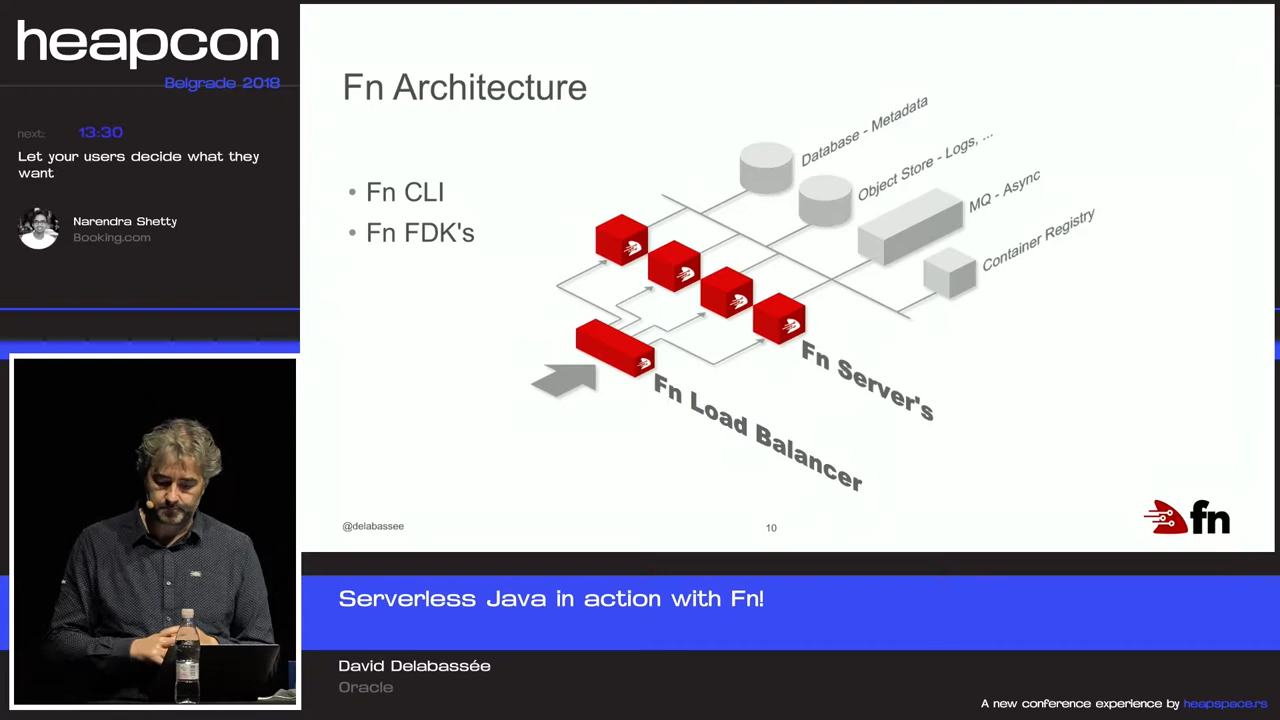 heapcon
Belgrade 2018
next: 13:30
Let your users decide what they
want
Narendra Shetty
Booking.com
Fn Architecture
• Fn CLI
• Fn FDK's
Database - Metadata
Object Store - Logs, ...
MQ - Async
Container Registry
Fn Server's
Fn Load Balancer
@delabassee
10
fn
Serverless Java in action with Fn!
David Delabassée
Oracle
A new conference experience by heapspace.rs